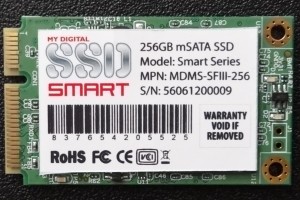 MY DIGITAL
SSD
SMART
256GB mSATA SSD
Model: Smart Series
MPN: MDMS-SFIII-256
S/N: 56061200009
8 3 7 6 5 4 2 0 5 5 2 5
WARRANTY
VOID IF
REMOVED
RoHS FC CE VCI